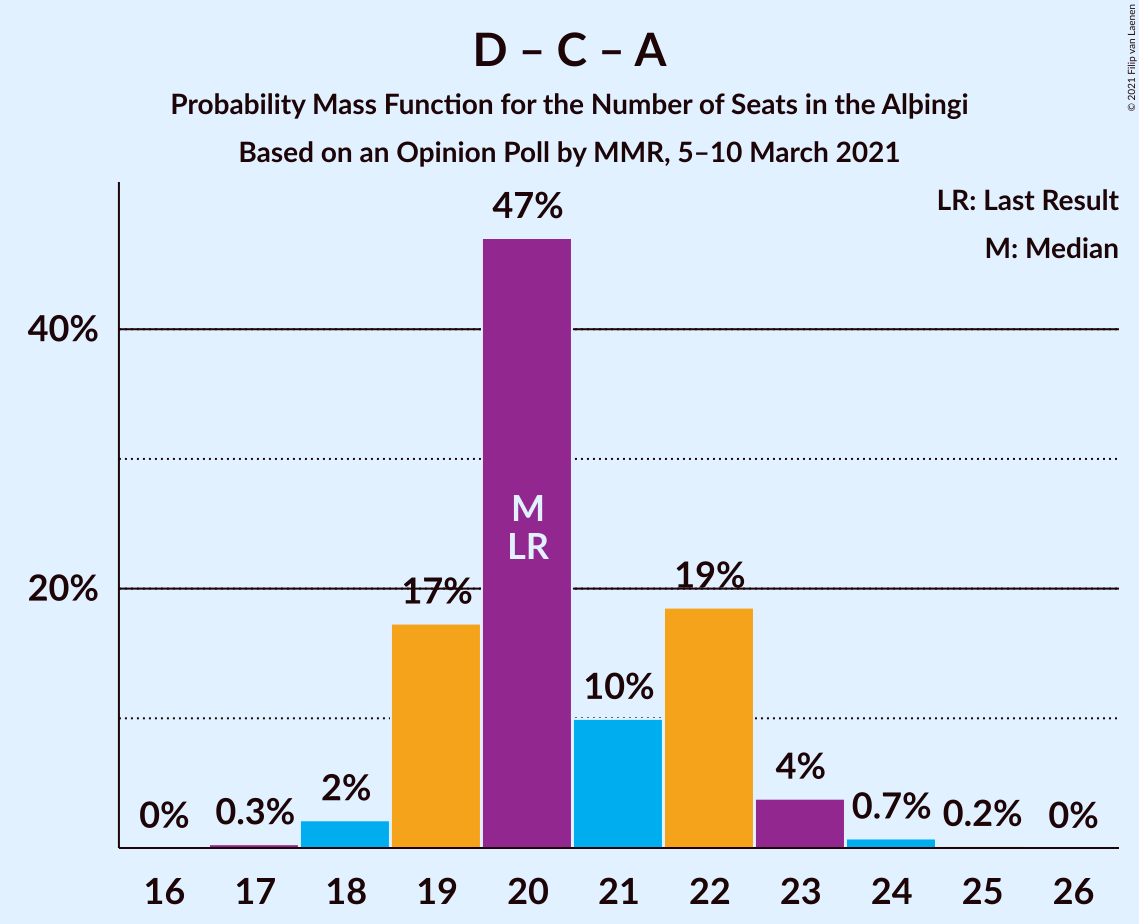 D – C – A
Probability Mass Function for the Number of Seats in the Alþingi
Based on an Opinion Poll by MMR, 5–10 March 2021
© 2021 Filip van Laenen
LR: Last Result
M: Median
40%
20%
0%
0.3%
2%
17%
47%
M
LR
10%
19%
4%
0.7%
0.2%
0%
16 17 18 19 20 21 22 23 24 25 26